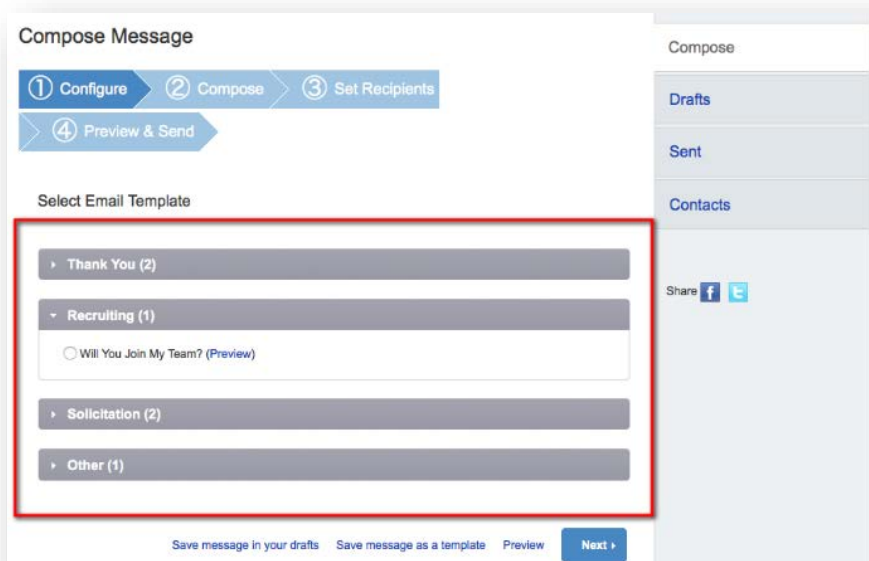 Compose Message
① Configure
② Compose
③ Set Recipients
④ Preview & Send
Select Email Template
Thank You (2)
Recruiting (1)
Will You Join My Team? (Preview)
Solicitation (2)
Other (1)
Save message in your drafts Save message as a template Preview Next
Compose
Drafts
Sent
Contacts
Share